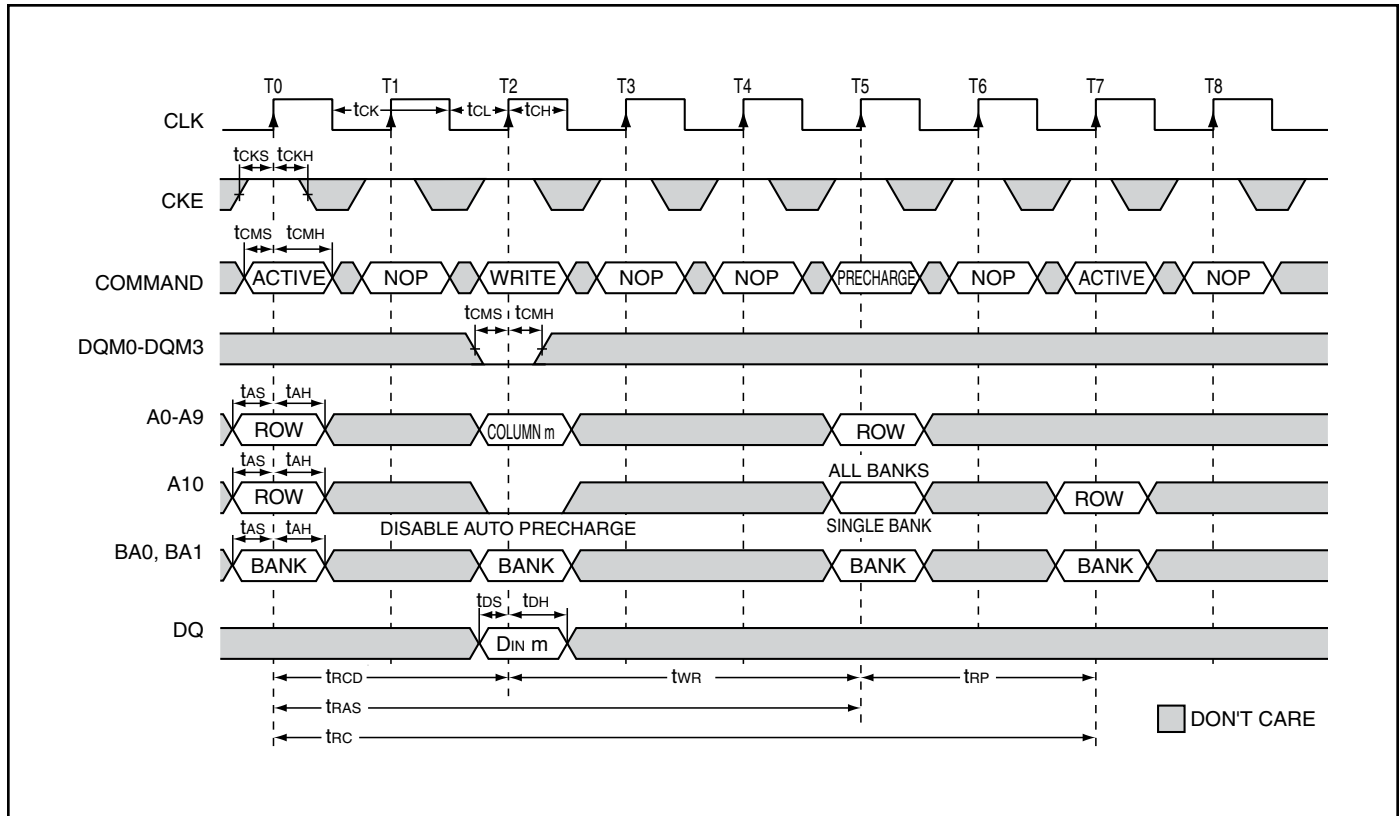 T0 T1 T2 T3 T4 T5 T6 T7 T8
CLK tCK tCL tCH
tCKS tCKH
CKE
tCMS tCMH
COMMAND ACTIVE NOP WRITE NOP NOP PRECHARGE NOP ACTIVE NOP
tCMS tCMH
DQM0-DQM3
tAS tAH
A0-A9 ROW COLUMN m ROW
tAS tAH ALL BANKS
A10 ROW ROW
tAS tAH DISABLE AUTO PRECHARGE SINGLE BANK
BA0, BA1 BANK BANK BANK BANK
tDS tDH
DQ DIN m
tRCD tWR tRP
tRAS
DON'T CARE
tRC